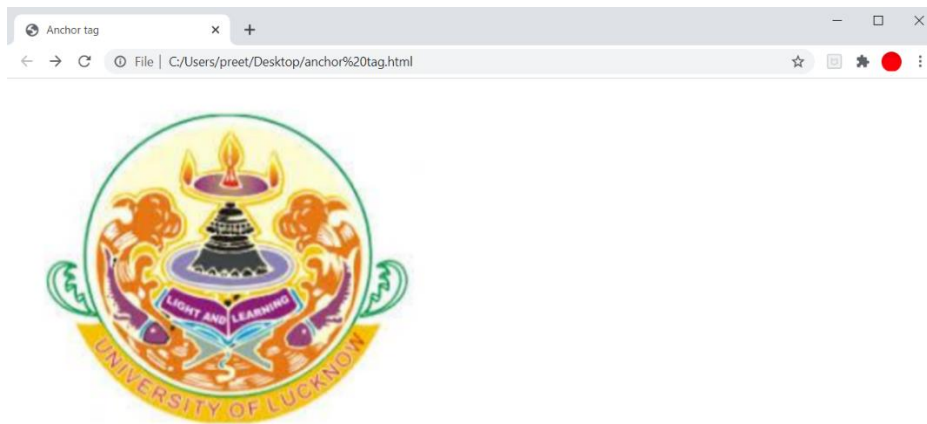 Anchor tag
File | C:/Users/preet/Desktop/anchor%20tag.html
LIGHT AND LEARNING
UNIVERSITY OF LUCKNOW